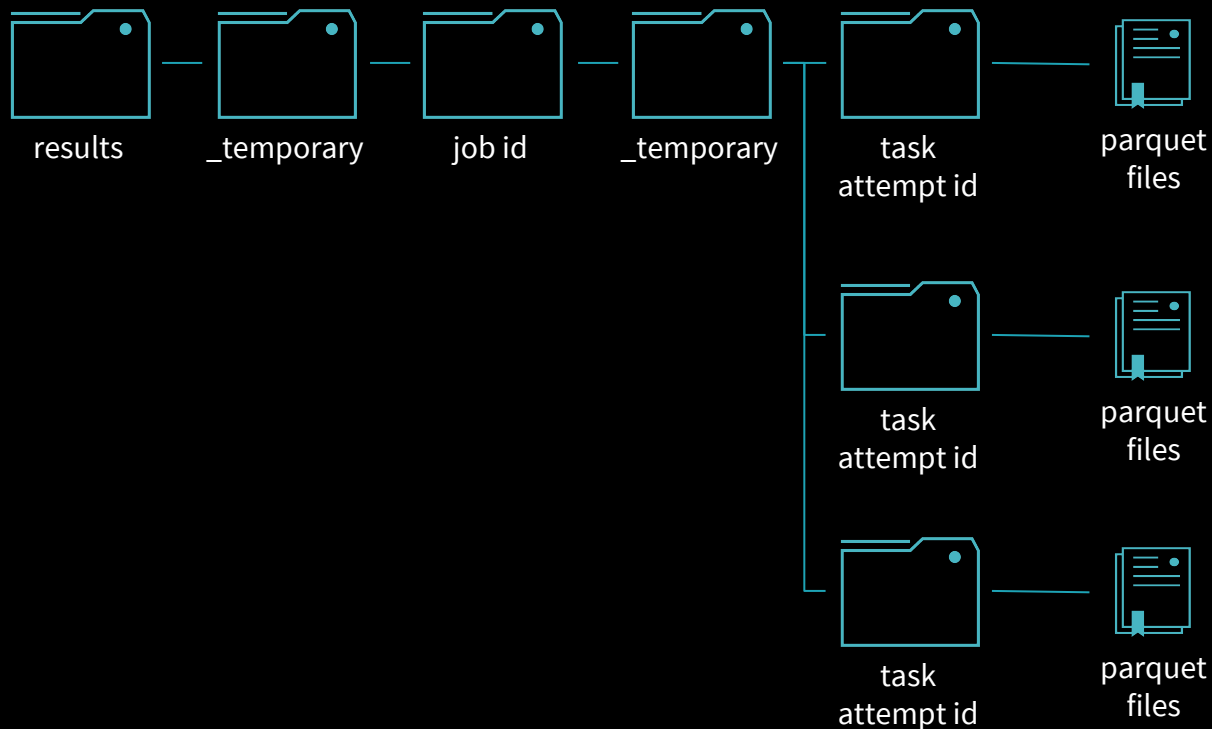 results
_temporary
job id
_temporary
task
attempt id
parquet
files
task
attempt id
parquet
files
task
attempt id
parquet
files